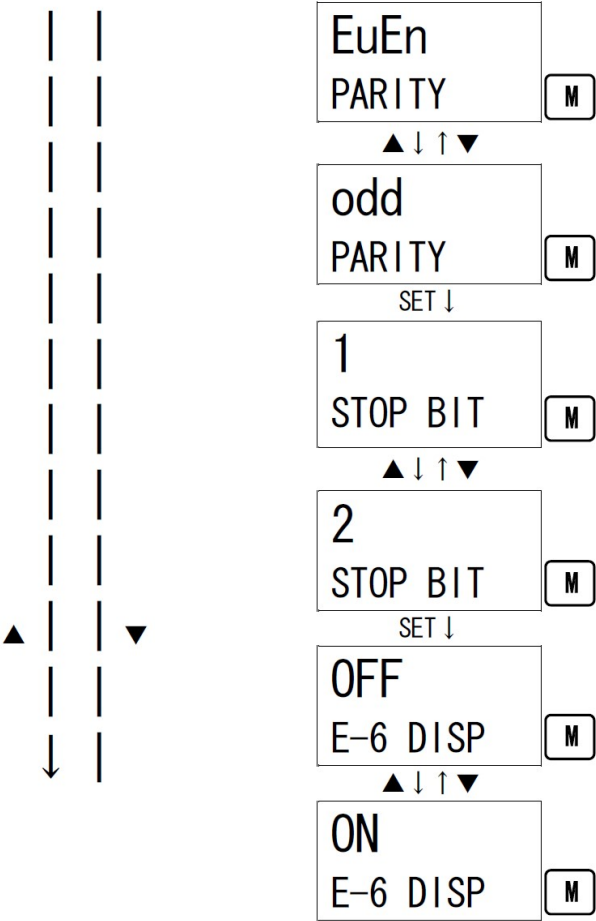 EuEn
PARITY M
▲↓↑▼
odd
PARITY M
SET↓
1
STOP BIT M
▲↓↑▼
2
STOP BIT M
▲ ▼ SET↓
OFF
E-6 DISP M
▲↓↑▼
ON
E-6 DISP M